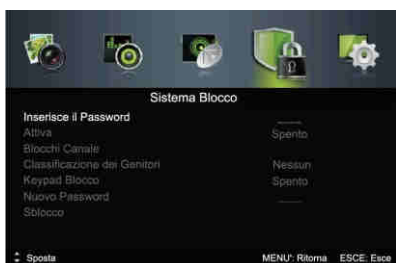 Sistema Blocco
Inserisce il Password
Attiva Spento
Blocchi Canale
Classificazione dei Genitori Nessun
Keypad Blocco Spento
Nuovo Password
Sblocco
Sposta MENU': Ritorna ESCE: Esce